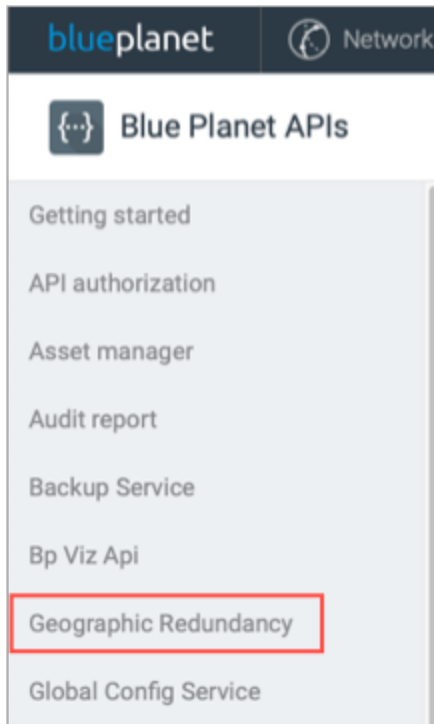 blueplanet Network
{···} Blue Planet APIs
Getting started
API authorization
Asset manager
Audit report
Backup Service
Bp Viz Api
Geographic Redundancy
Global Config Service